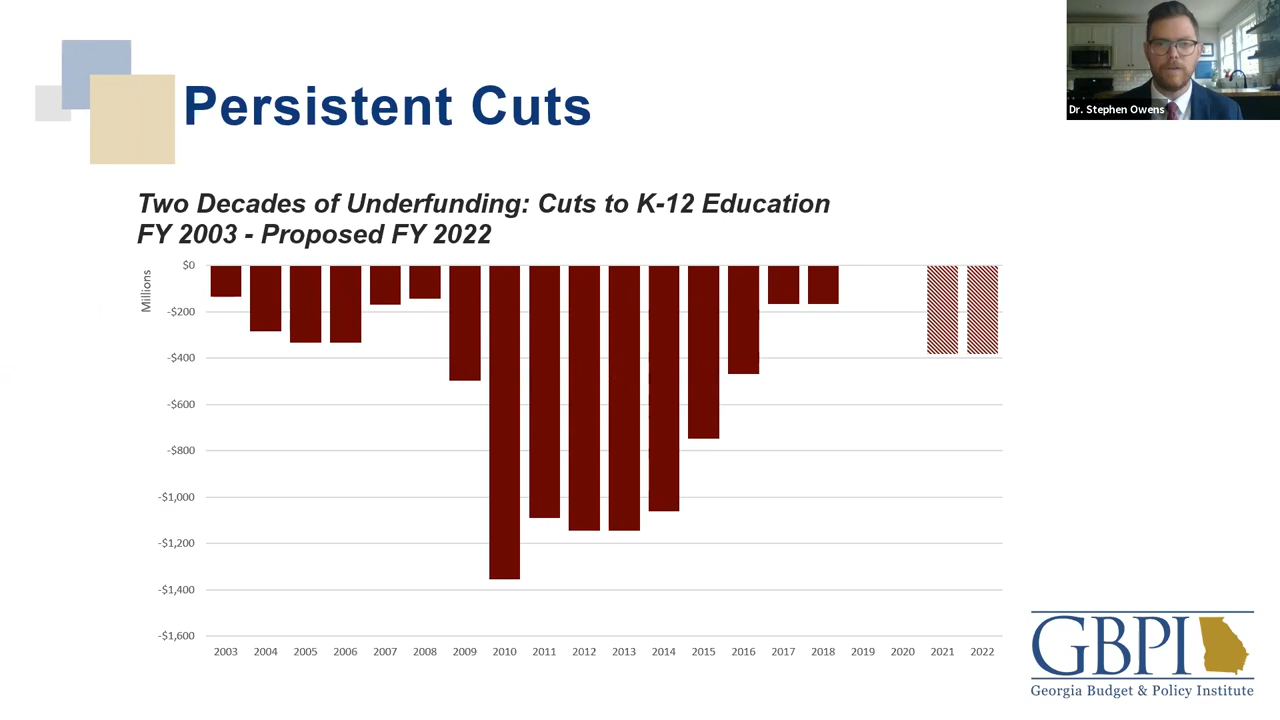 Persistent Cuts
Dr. Stephen Owens
Two Decades of Underfunding: Cuts to K-12 Education
FY 2003 - Proposed FY 2022
Millions
$0
-$200
-$400
-$600
-$800
-$1,000
-$1,200
-$1,400
-$1,600
2003 2004 2005 2006 2007 2008 2009 2010 2011 2012 2013 2014 2015 2016 2017 2018 2019 2020 2021 2022
GBPI
Georgia Budget & Policy Institute